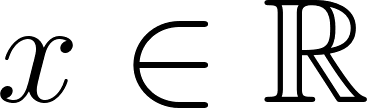 x ∈ ℝ